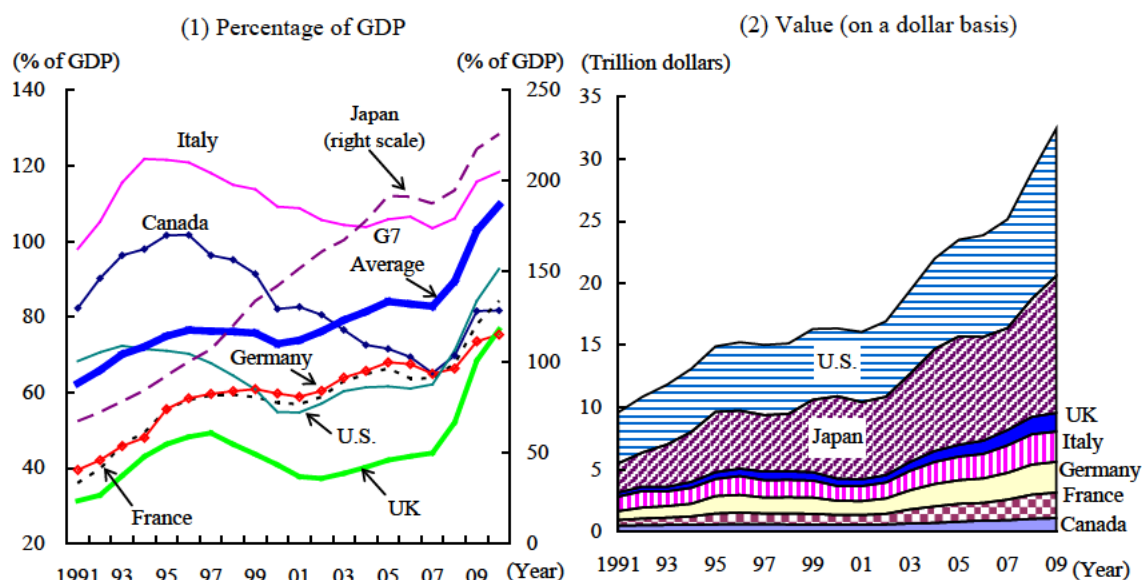 (1) Percentage of GDP
(% of GDP)
(% of GDP)
140
120
100
80
60
40
20
250
200
150
100
50
0
Italy
Japan
(right scale)
Canada
G7
Average
Germany
U.S.
France
UK
1991 93 95 97 99 01 03 05 07 09 (Year)
(2) Value (on a dollar basis)
(Trillion dollars)
35
30
25
20
15
10
5
0
U.S.
Japan
UK
Italy
Germany
France
Canada
1991 93 95 97 99 01 03 05 07 09
(Year)